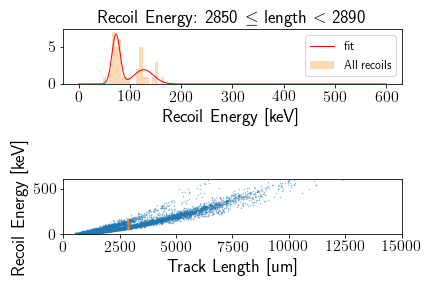 Recoil Energy: 2850 ≤ length < 2890
5
0
fit
All recoils
0 100 200 300 400 500 600
Recoil Energy [keV]
Recoil Energy [keV]
500
0
0 2500 5000 7500 10000 12500 15000
Track Length [um]